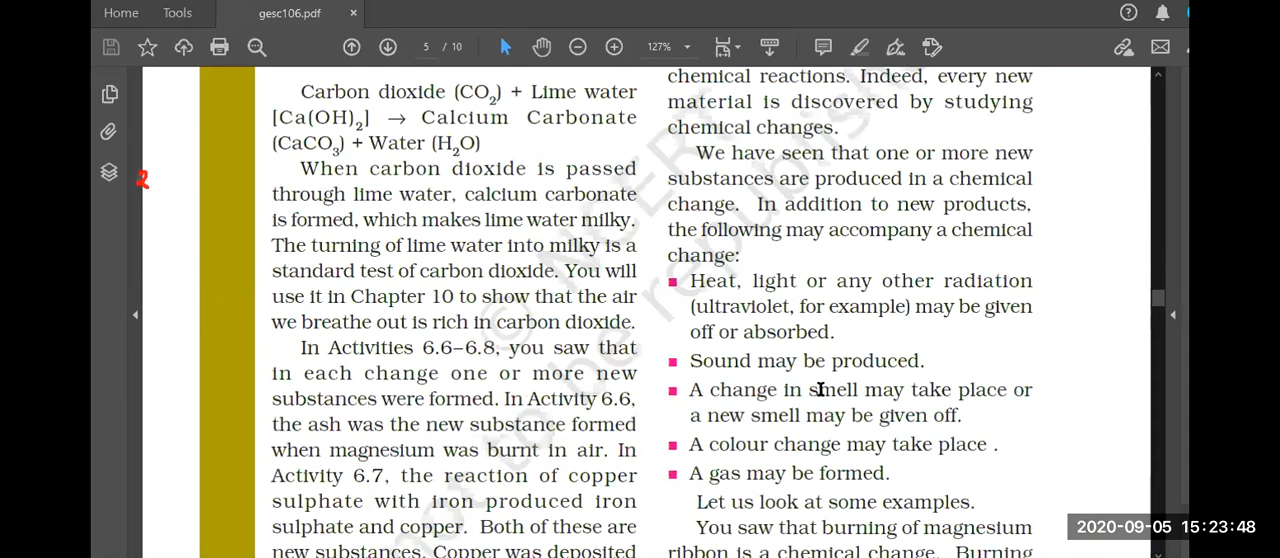 Home Tools gesc106.pdf ×
5 / 10 127%
Carbon dioxide (CO₂) + Lime water
[Ca(OH)₂] → Calcium Carbonate
(CaCO₃) + Water (H₂O)
When carbon dioxide is passed
through lime water, calcium carbonate
is formed, which makes lime water milky.
The turning of lime water into milky is a
standard test of carbon dioxide. You will
use it in Chapter 10 to show that the air
we breathe out is rich in carbon dioxide.
In Activities 6.6–6.8, you saw that
in each change one or more new
substances were formed. In Activity 6.6,
the ash was the new substance formed
when magnesium was burnt in air. In
Activity 6.7, the reaction of copper
sulphate with iron produced iron
sulphate and copper. Both of these are
new substances. Copper was deposited
chemical reactions. Indeed, every new
material is discovered by studying
chemical changes.
We have seen that one or more new
substances are produced in a chemical
change. In addition to new products,
the following may accompany a chemical
change:
■ Heat, light or any other radiation
(ultraviolet, for example) may be given
off or absorbed.
■ Sound may be produced.
■ A change in smell may take place or
a new smell may be given off.
■ A colour change may take place .
■ A gas may be formed.
Let us look at some examples.
You saw that burning of magnesium
ribbon is a chemical change. Burning
© NCERT
not to be republish
2
2020-09-05 15:23:48